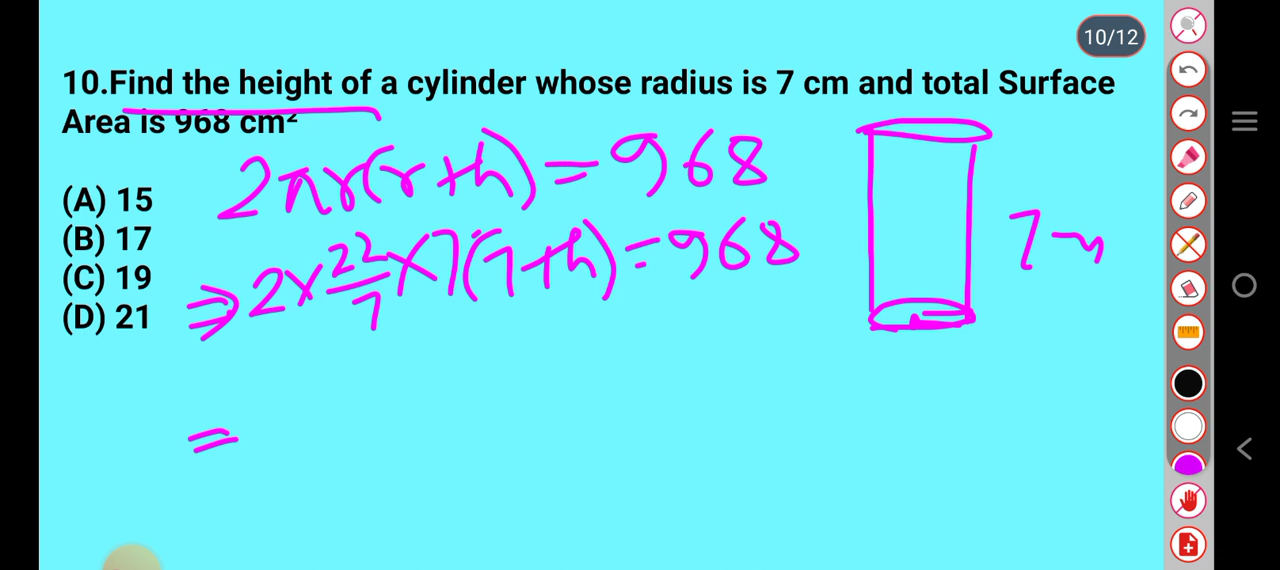 10/12
10.Find the height of a cylinder whose radius is 7 cm and total Surface
Area is 968 cm²
2πr(r+h)=968
(A) 15
(B) 17
⇒2×22/7×7(7+h)=968
(C) 19
(D) 21
7
=